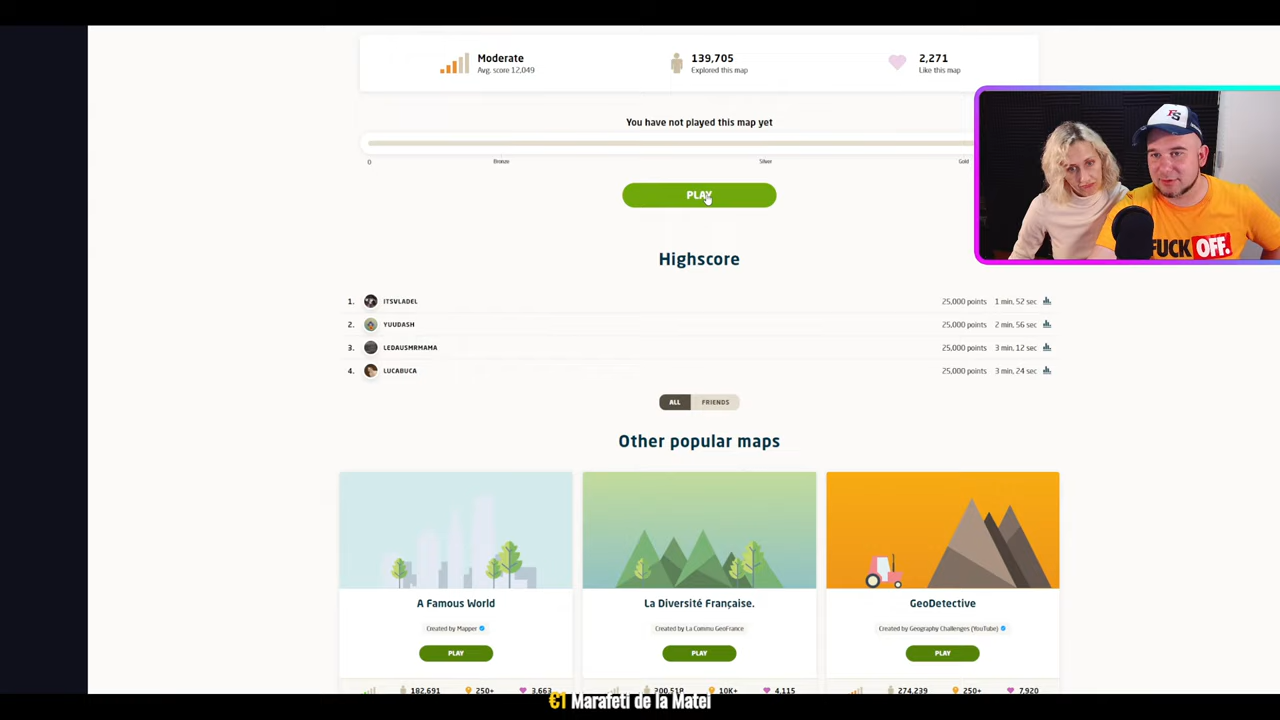 Moderate
Avg. score 12,049
139,705
Explored this map
2,271
Like this map
You have not played this map yet
0 Bronze Silver Gold
PLAY
FS
FUCK OFF.
Highscore
1. ITSVLADEL 25,000 points 1 min, 52 sec
2. YUUDASH 25,000 points 2 min, 56 sec
3. LEDAUSMRMAMA 25,000 points 3 min, 12 sec
4. LUCABUCA 25,000 points 3 min, 24 sec
ALL FRIENDS
Other popular maps
A Famous World
Created by Mapper
PLAY
182,691 250+ 3,663
La Diversité Française.
Created by La Commu GeoFrance
PLAY
200,518 10K+ 4,115
GeoDetective
Created by Geography Challenges (YouTube)
PLAY
274,239 250+ 7,920
€1 Marafeti de la Matei